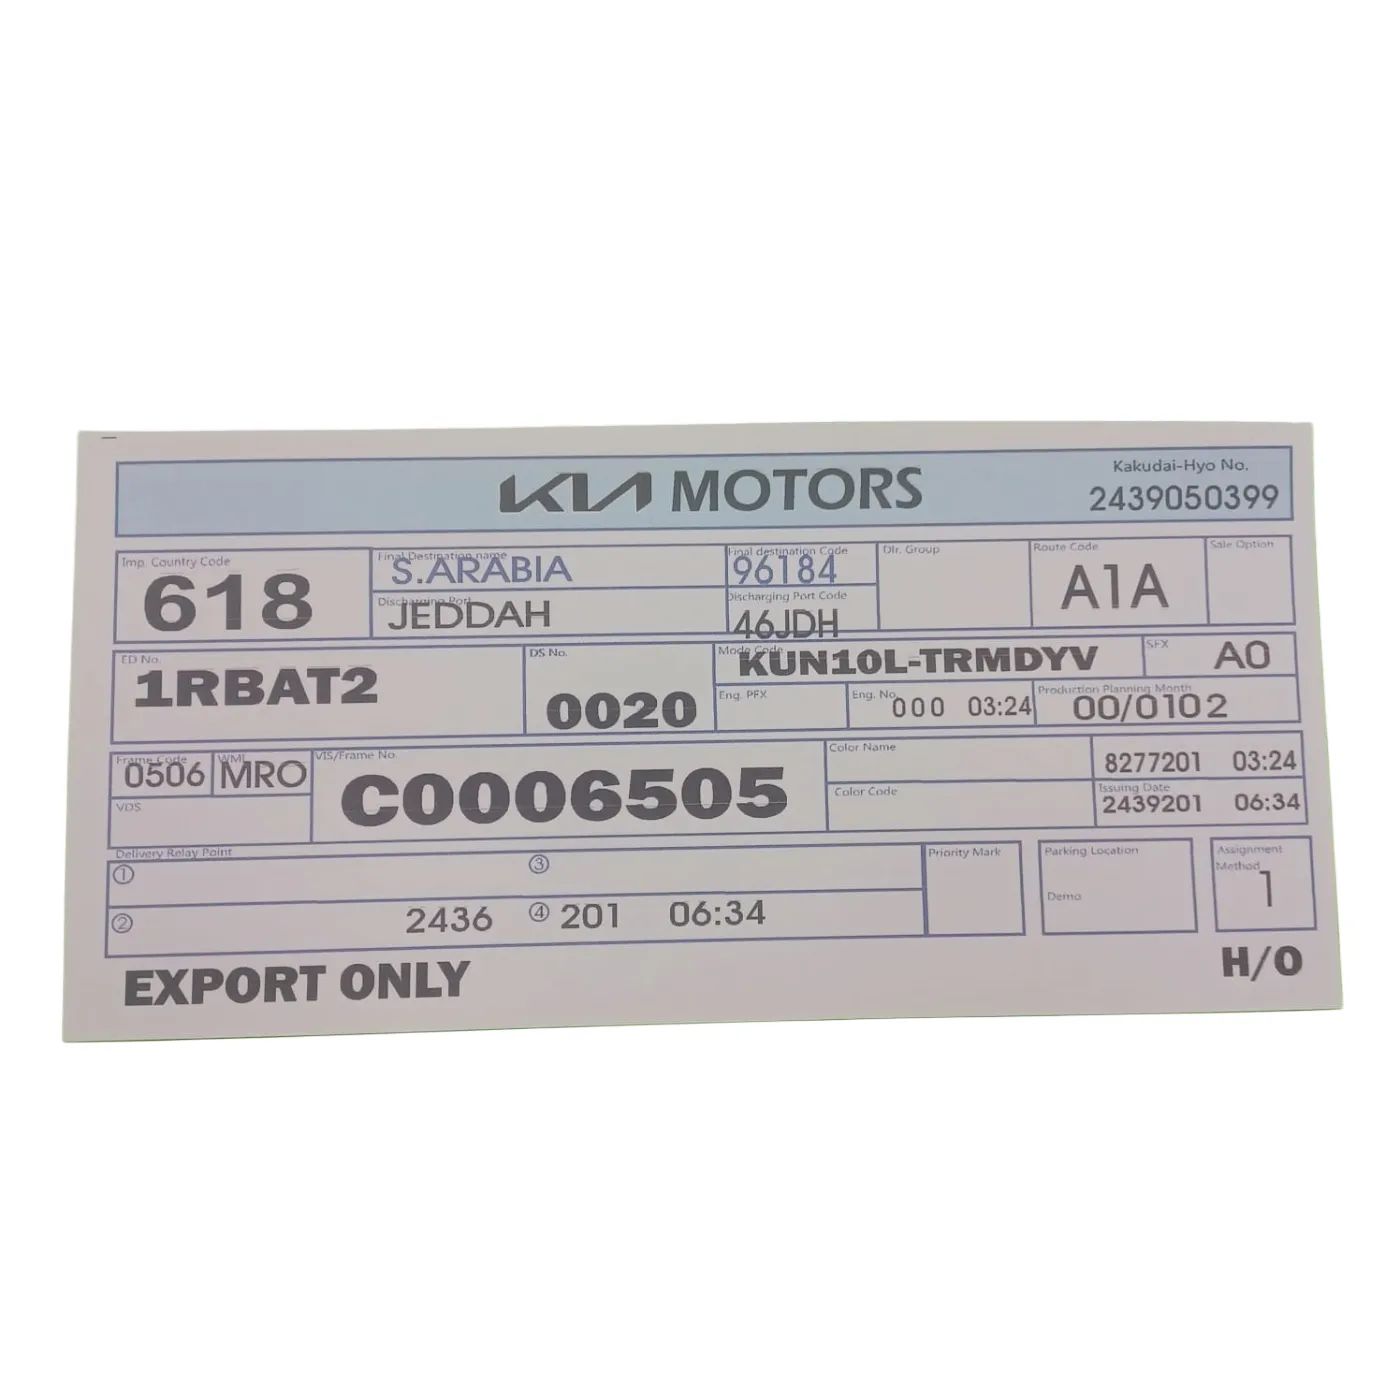 KIA MOTORS
Kakudai-Hyo No.
2439050399
Imp. Country Code
618
Final Destination name
S.ARABIA
Final destination Code
96184
Dlr. Group
Route Code
A1A
Sale Option
Discharging Port
JEDDAH
Discharging Port Code
46JDH
ED No.
1RBAT2
DS No.
0020
Mode Code
KUN10L-TRMDYV
SFX
A0
Eng. PFX
Eng. No.
000 03:24
Production Planning Month
00/0102
Frame Code
0506
WMI
MRO
VIS/Frame No.
C0006505
Color Name
8277201 03:24
VDS
Color Code
Issuing Date
2439201 06:34
Delivery Relay Point
①
③
②
2436
④ 201 06:34
Priority Mark
Parking Location
Demo
Assignment
Method
1
EXPORT ONLY
H/O